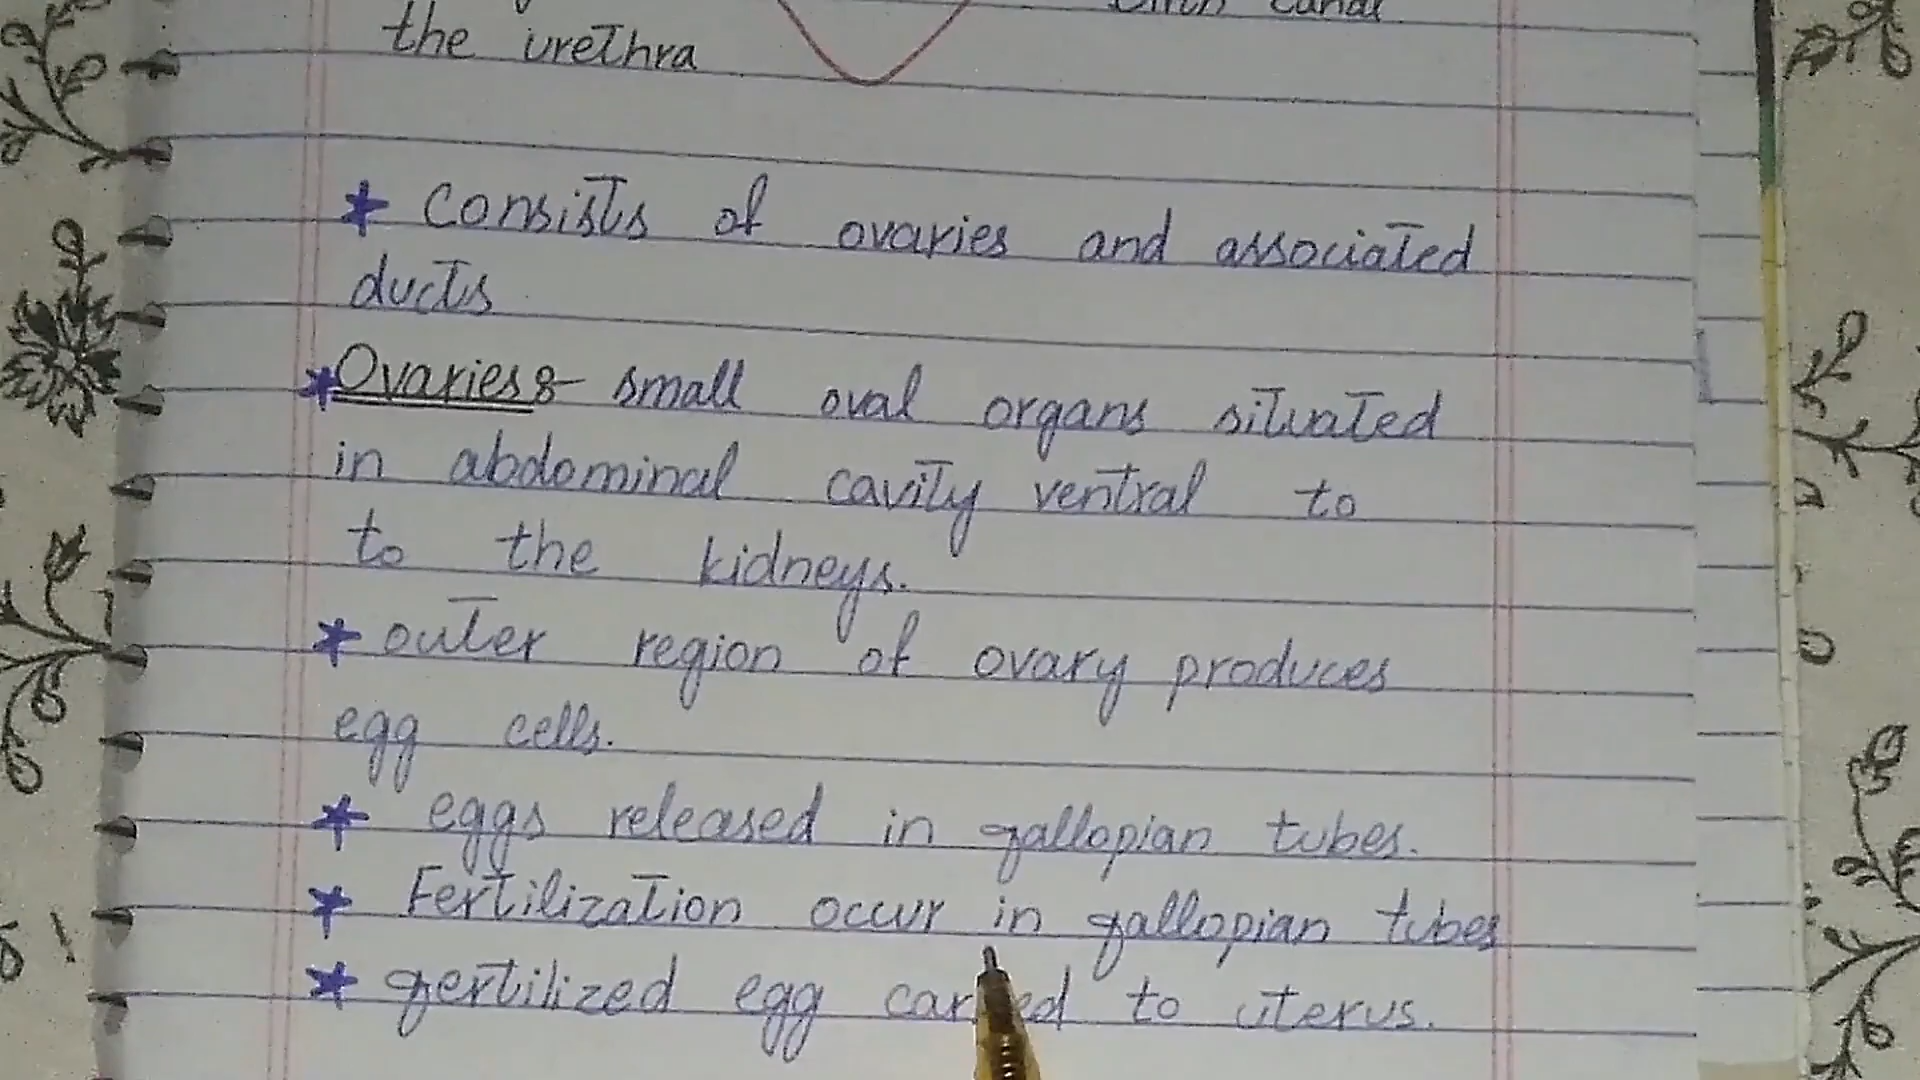 Birth canal
the urethra
* Consists of ovaries and associated
ducts
* Ovaries :- small oval organs situated
in abdominal cavity ventral to
to the kidneys.
* outer region of ovary produces
egg cells.
* eggs released in fallopian tubes.
* Fertilization occur in fallopian tubes
* fertilized egg carried to uterus.